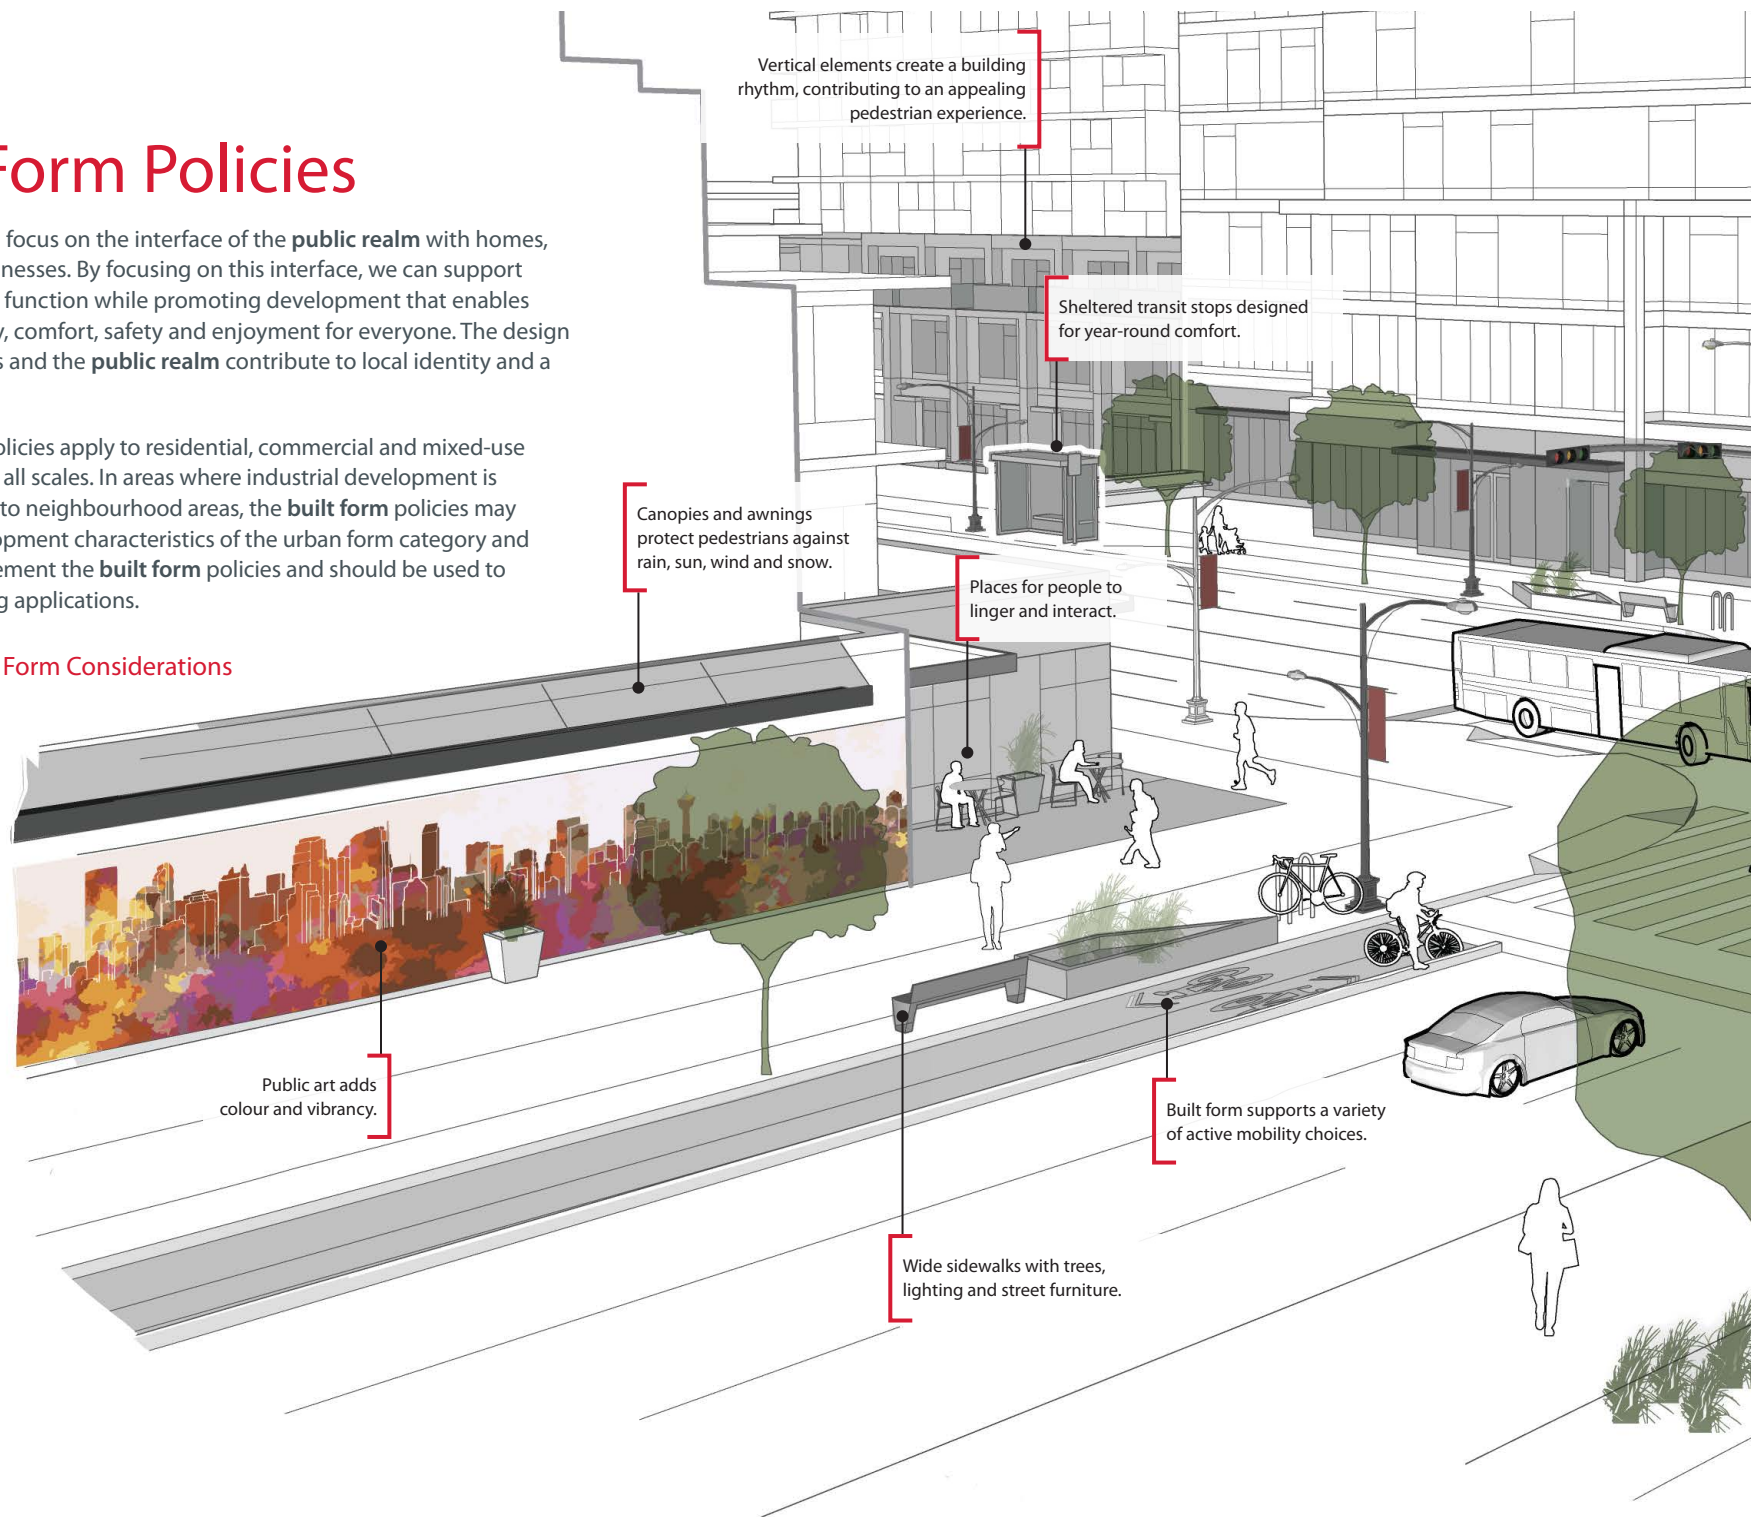 Form Policies
focus on the interface of the public realm with homes,
nesses. By focusing on this interface, we can support
function while promoting development that enables
y, comfort, safety and enjoyment for everyone. The design
s and the public realm contribute to local identity and a
olicies apply to residential, commercial and mixed-use
all scales. In areas where industrial development is
to neighbourhood areas, the built form policies may
opment characteristics of the urban form category and
ement the built form policies and should be used to
g applications.
Form Considerations
Vertical elements create a building
rhythm, contributing to an appealing
pedestrian experience.
Sheltered transit stops designed
for year-round comfort.
Canopies and awnings
protect pedestrians against
rain, sun, wind and snow.
Places for people to
linger and interact.
Public art adds
colour and vibrancy.
Built form supports a variety
of active mobility choices.
Wide sidewalks with trees,
lighting and street furniture.